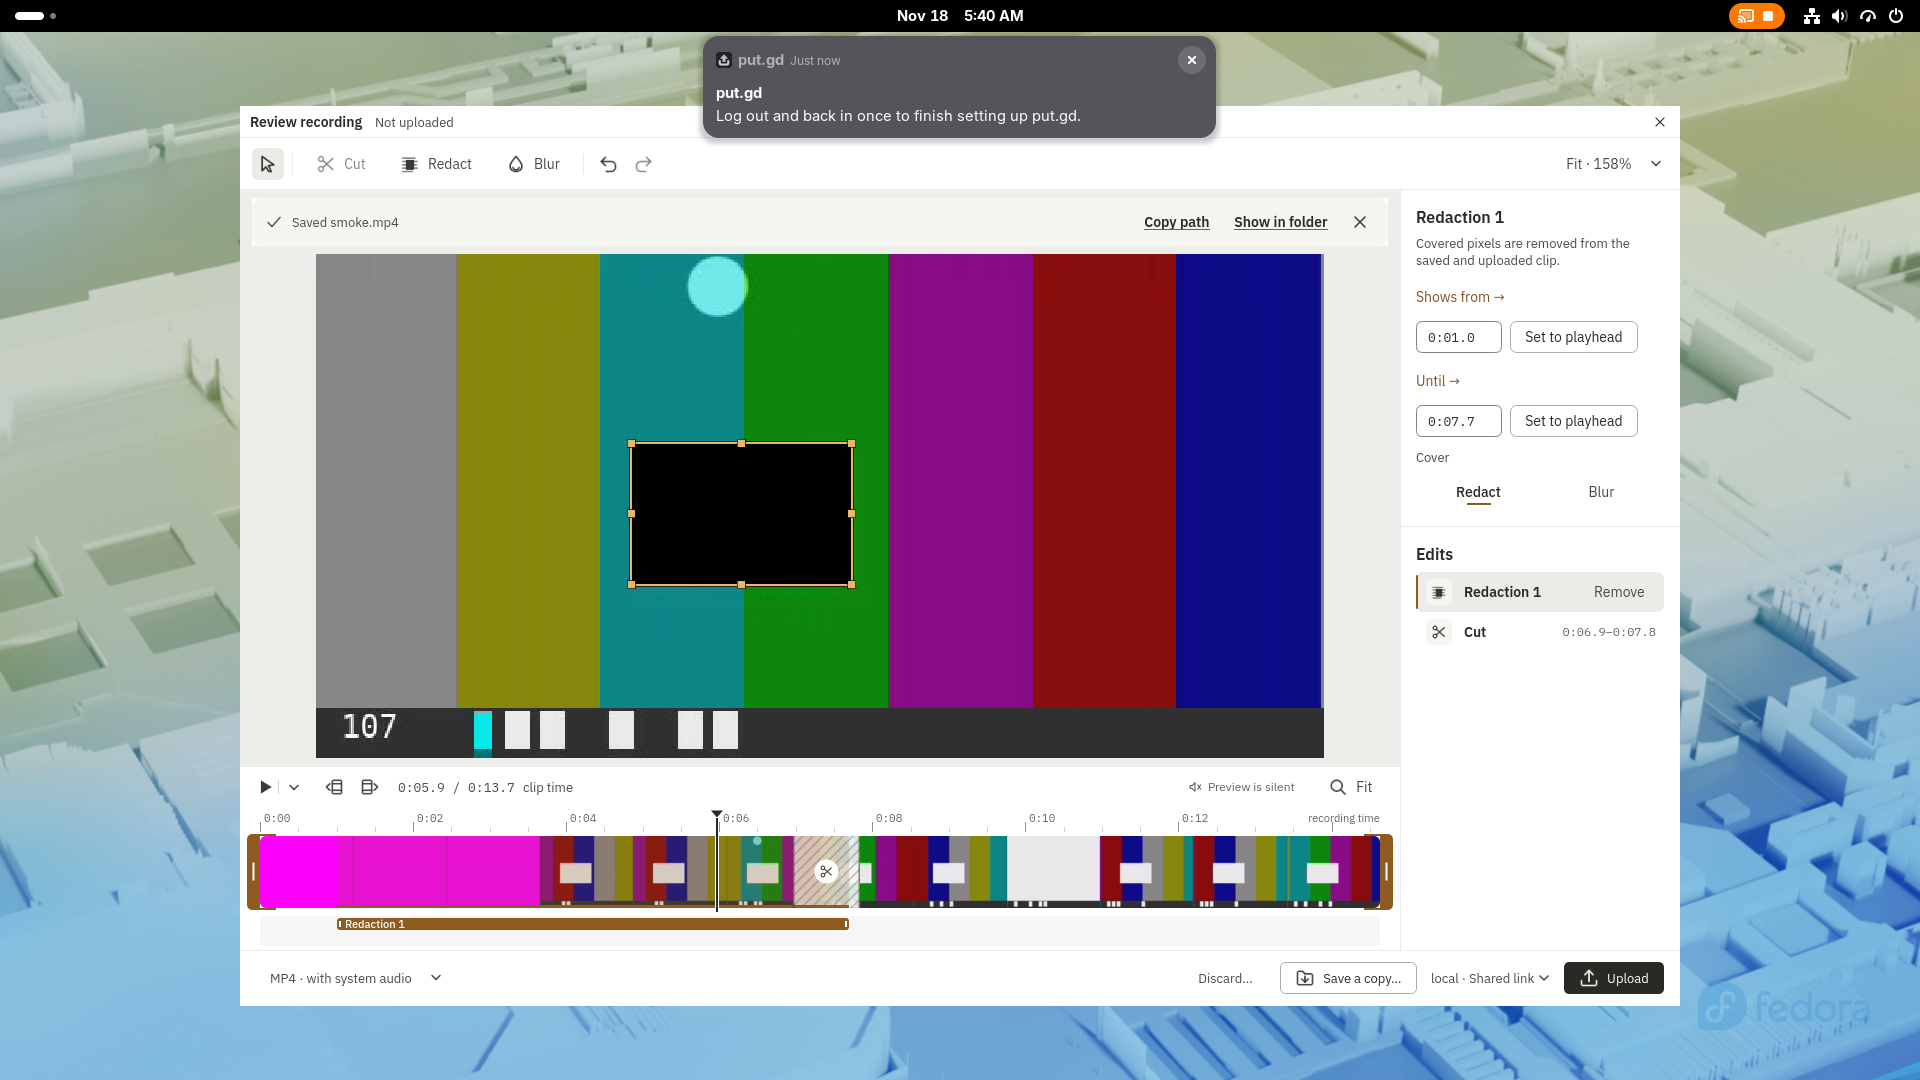 Nov 18 5:40 AM
put.gd Just now
put.gd
Log out and back in once to finish setting up put.gd.
Review recording Not uploaded
Cut Redact Blur Fit · 158%
Saved smoke.mp4 Copy path Show in folder
107
Redaction 1
Covered pixels are removed from the
saved and uploaded clip.
Shows from →
0:01.0 Set to playhead
Until →
0:07.7 Set to playhead
Cover
Redact Blur
Edits
Redaction 1 Remove
Cut 0:06.9–0:07.8
0:05.9 / 0:13.7 clip time Preview is silent Fit
0:00 0:02 0:04 0:06 0:08 0:10 0:12 recording time
Redaction 1
MP4 · with system audio Discard... Save a copy... local · Shared link Upload
fedora